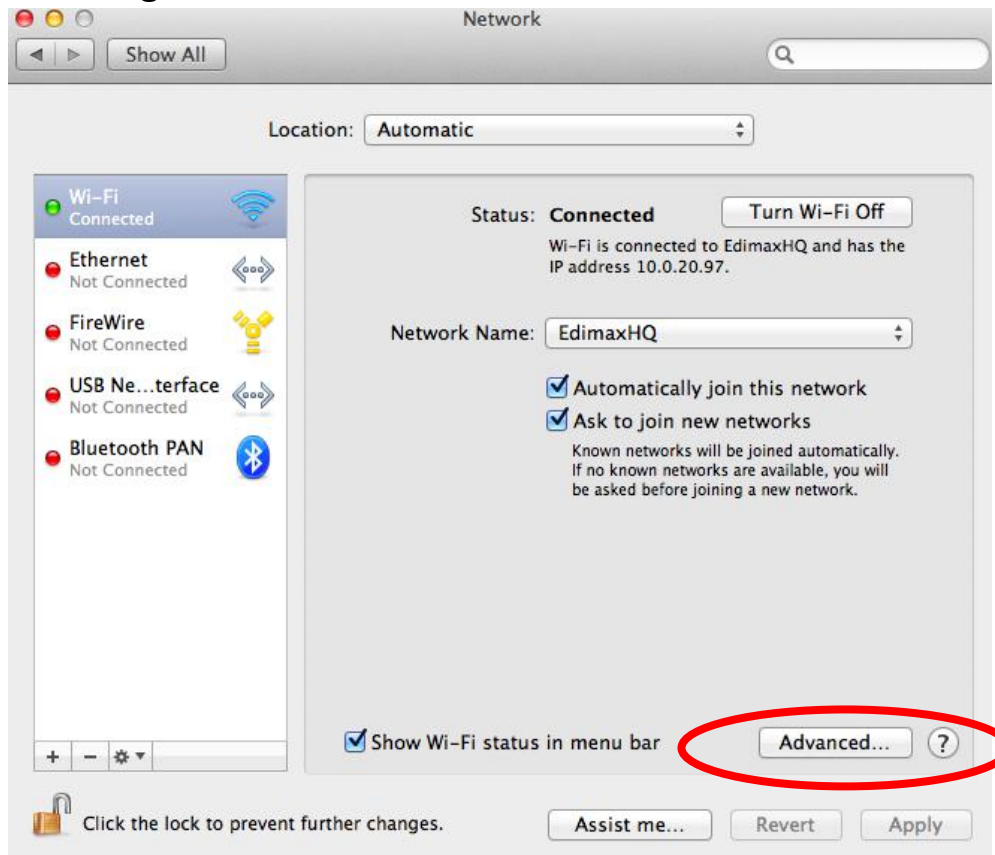 Network
Show All
Location: Automatic
Wi-Fi
Connected
Ethernet
Not Connected
FireWire
Not Connected
USB Ne...terface
Not Connected
Bluetooth PAN
Not Connected
Status: Connected
Turn Wi-Fi Off
Wi-Fi is connected to EdimaxHQ and has the
IP address 10.0.20.97.
Network Name: EdimaxHQ
Automatically join this network
Ask to join new networks
Known networks will be joined automatically.
If no known networks are available, you will
be asked before joining a new network.
Show Wi-Fi status in menu bar
Advanced...
?
+ −
Click the lock to prevent further changes.
Assist me...
Revert
Apply